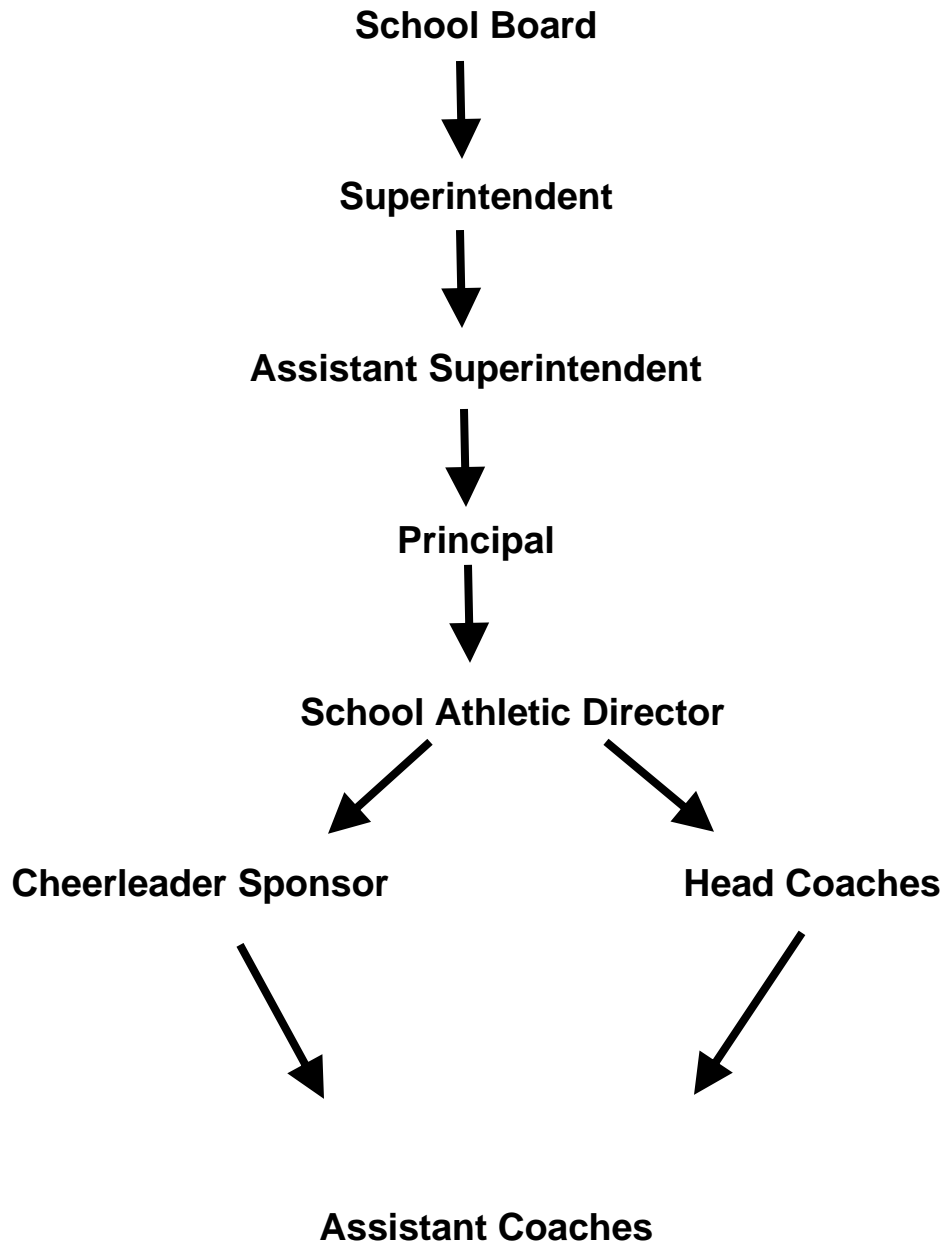 School Board
Superintendent
Assistant Superintendent
Principal
School Athletic Director
Cheerleader Sponsor
Head Coaches
Assistant Coaches